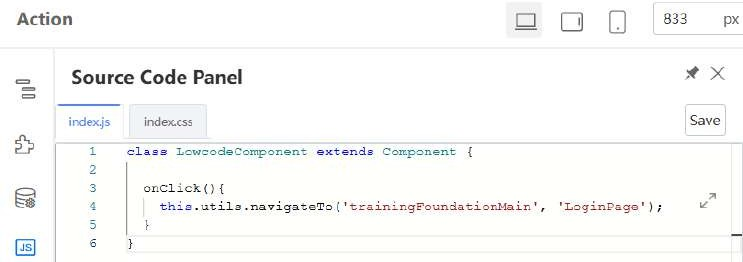 Action
833 px
Source Code Panel
index.js index.css
Save
1 class LowcodeComponent extends Component {
2
3 onClick(){
4 this.utils.navigateTo('trainingFoundationMain', 'LoginPage');
5 }
6 }
JS